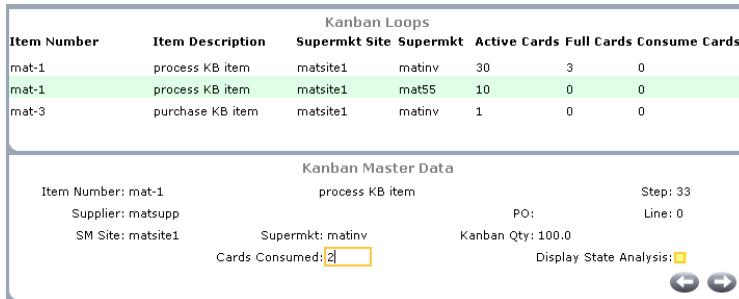 Kanban Loops
Item Number Item Description Supermkt Site Supermkt Active Cards Full Cards Consume Cards
mat-1 process KB item matsite1 matinv 30 3 0
mat-1 process KB item matsite1 mat55 10 0 0
mat-3 purchase KB item matsite1 matinv 1 0 0
Kanban Master Data
Item Number: mat-1 process KB item Step: 33
Supplier: matsupp PO: Line: 0
SM Site: matsite1 Supermkt: matinv Kanban Qty: 100.0
Cards Consumed: 2 Display State Analysis: